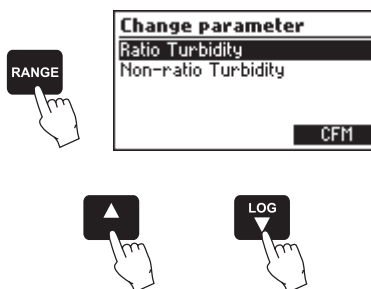 Change parameter
Ratio Turbidity
Non-ratio Turbidity
RANGE
CFM
LOG